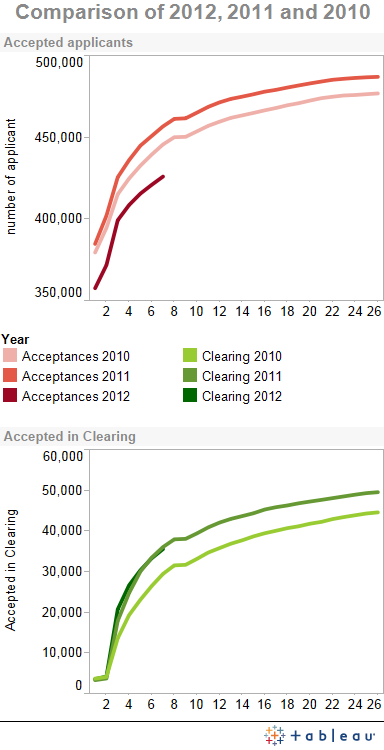 Comparison of 2012, 2011 and 2010
Accepted applicants
500,000
450,000
400,000
350,000
number of applicant
2 4 6 8 10 12 14 16 18 20 22 24 26
Year
Acceptances 2010 Clearing 2010
Acceptances 2011 Clearing 2011
Acceptances 2012 Clearing 2012
Accepted in Clearing
60,000
50,000
40,000
30,000
20,000
10,000
0
Accepted in Clearing
2 4 6 8 10 12 14 16 18 20 22 24 26
+ableau